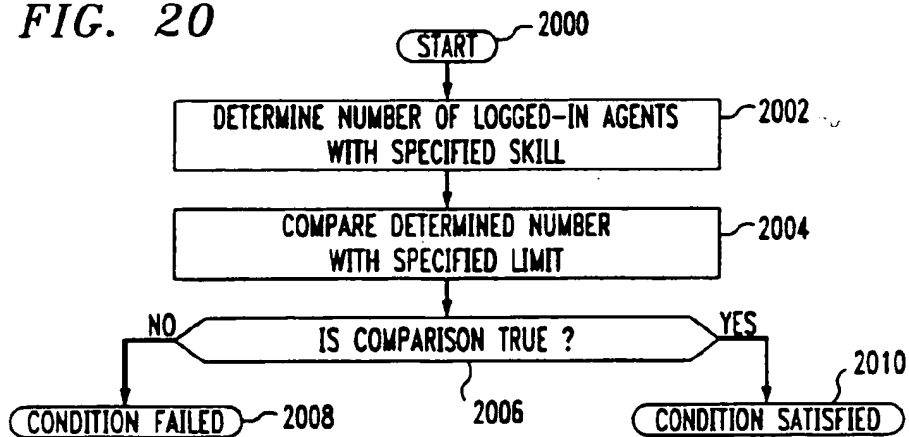 FIG. 20
START
2000
DETERMINE NUMBER OF LOGGED-IN AGENTS
WITH SPECIFIED SKILL
2002
COMPARE DETERMINED NUMBER
WITH SPECIFIED LIMIT
2004
NO
IS COMPARISON TRUE ?
YES
2006
CONDITION FAILED
2008
CONDITION SATISFIED
2010